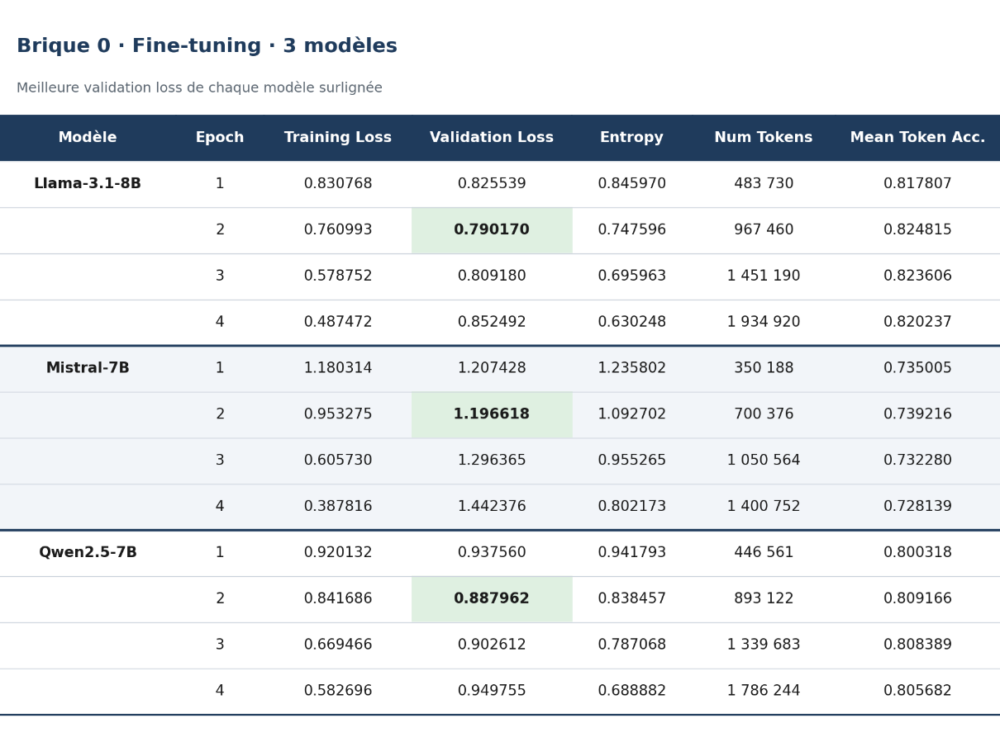 Brique 0 · Fine-tuning · 3 modèles
Meilleure validation loss de chaque modèle surlignée
Modèle Epoch Training Loss Validation Loss Entropy Num Tokens Mean Token Acc.
Llama-3.1-8B 1 0.830768 0.825539 0.845970 483 730 0.817807
2 0.760993 0.790170 0.747596 967 460 0.824815
3 0.578752 0.809180 0.695963 1 451 190 0.823606
4 0.487472 0.852492 0.630248 1 934 920 0.820237
Mistral-7B 1 1.180314 1.207428 1.235802 350 188 0.735005
2 0.953275 1.196618 1.092702 700 376 0.739216
3 0.605730 1.296365 0.955265 1 050 564 0.732280
4 0.387816 1.442376 0.802173 1 400 752 0.728139
Qwen2.5-7B 1 0.920132 0.937560 0.941793 446 561 0.800318
2 0.841686 0.887962 0.838457 893 122 0.809166
3 0.669466 0.902612 0.787068 1 339 683 0.808389
4 0.582696 0.949755 0.688882 1 786 244 0.805682